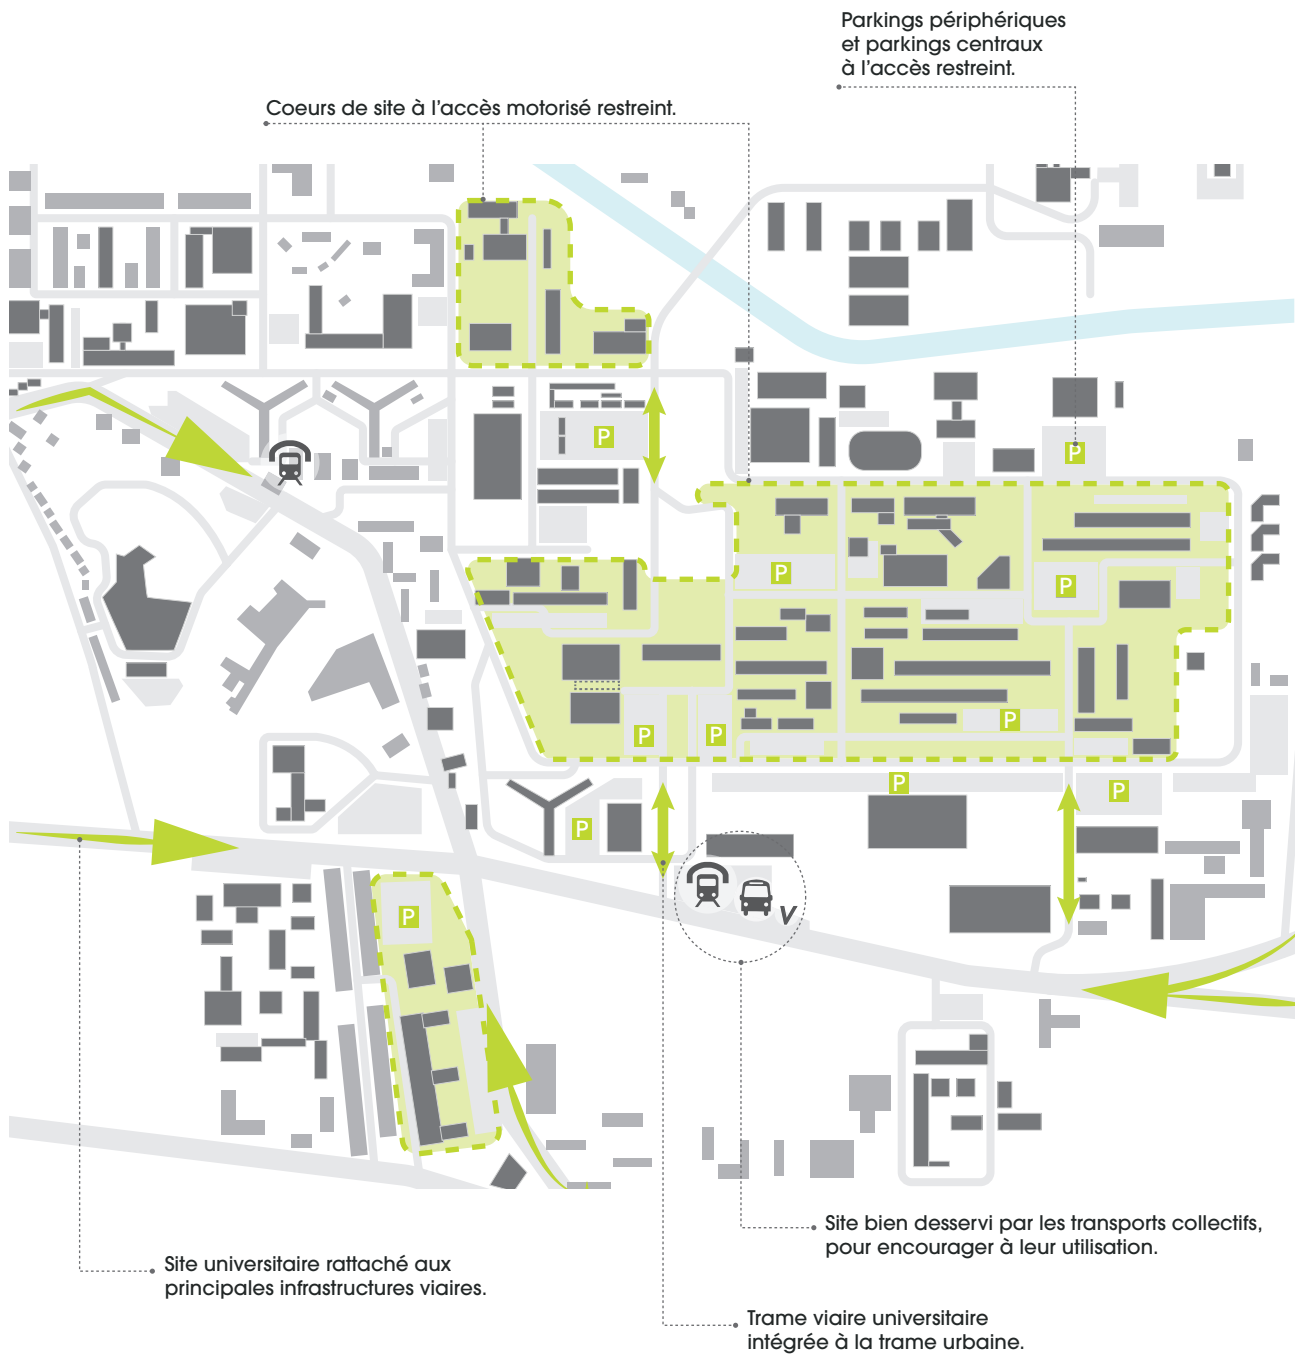 Parkings périphériques
et parkings centraux
à l'accès restreint.
Coeurs de site à l'accès motorisé restreint.
P
P
P
P
P
P
P
P
P
P
P
V
Site bien desservi par les transports collectifs,
pour encourager à leur utilisation.
Site universitaire rattaché aux
principales infrastructures viaires.
Trame viaire universitaire
intégrée à la trame urbaine.